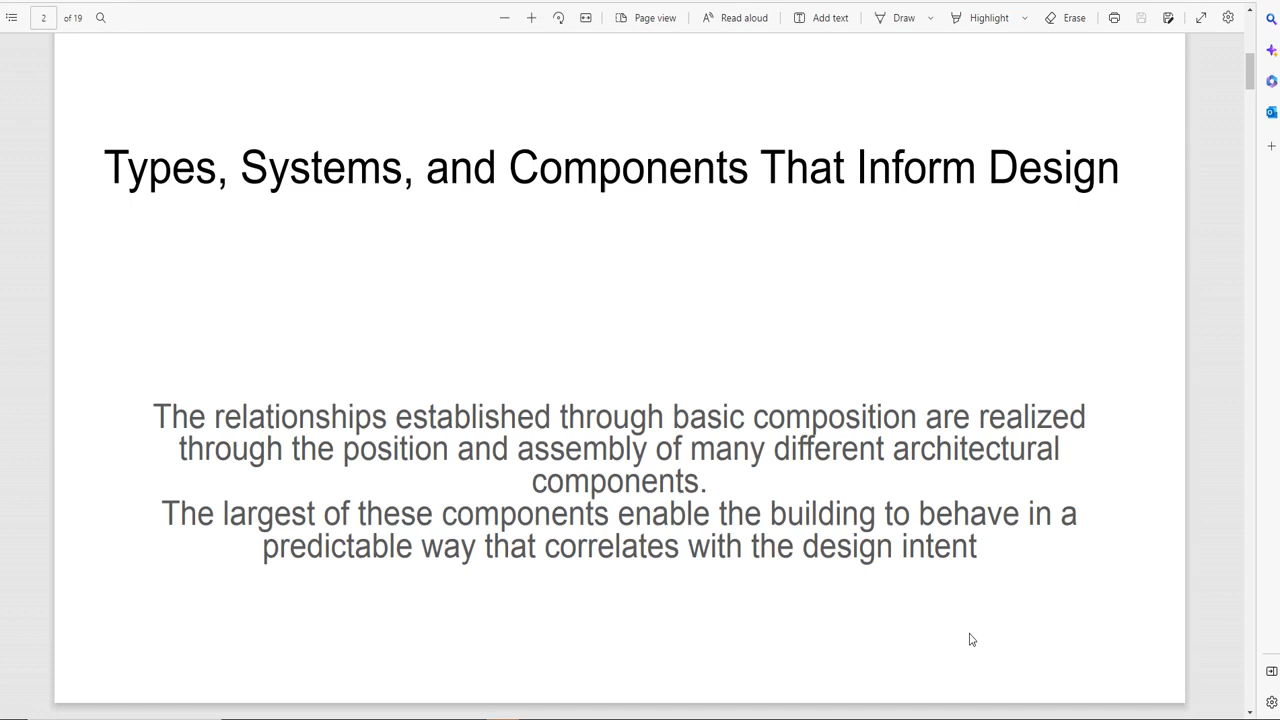 2 of 19 Page view Read aloud Add text Draw Highlight Erase
Types, Systems, and Components That Inform Design
The relationships established through basic composition are realized
through the position and assembly of many different architectural
components.
The largest of these components enable the building to behave in a
predictable way that correlates with the design intent